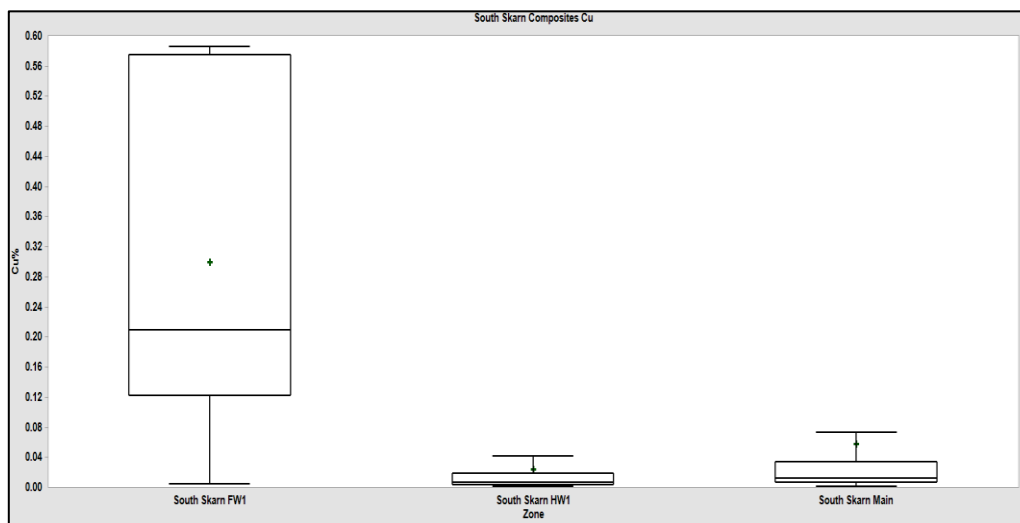 South Skarn Composites Cu
0.60
0.56
0.52
0.48
0.44
0.40
0.36
0.32
0.28
0.24
0.20
0.16
0.12
0.08
0.04
0.00
Cu%
South Skarn FW1
South Skarn HW1
South Skarn Main
Zone